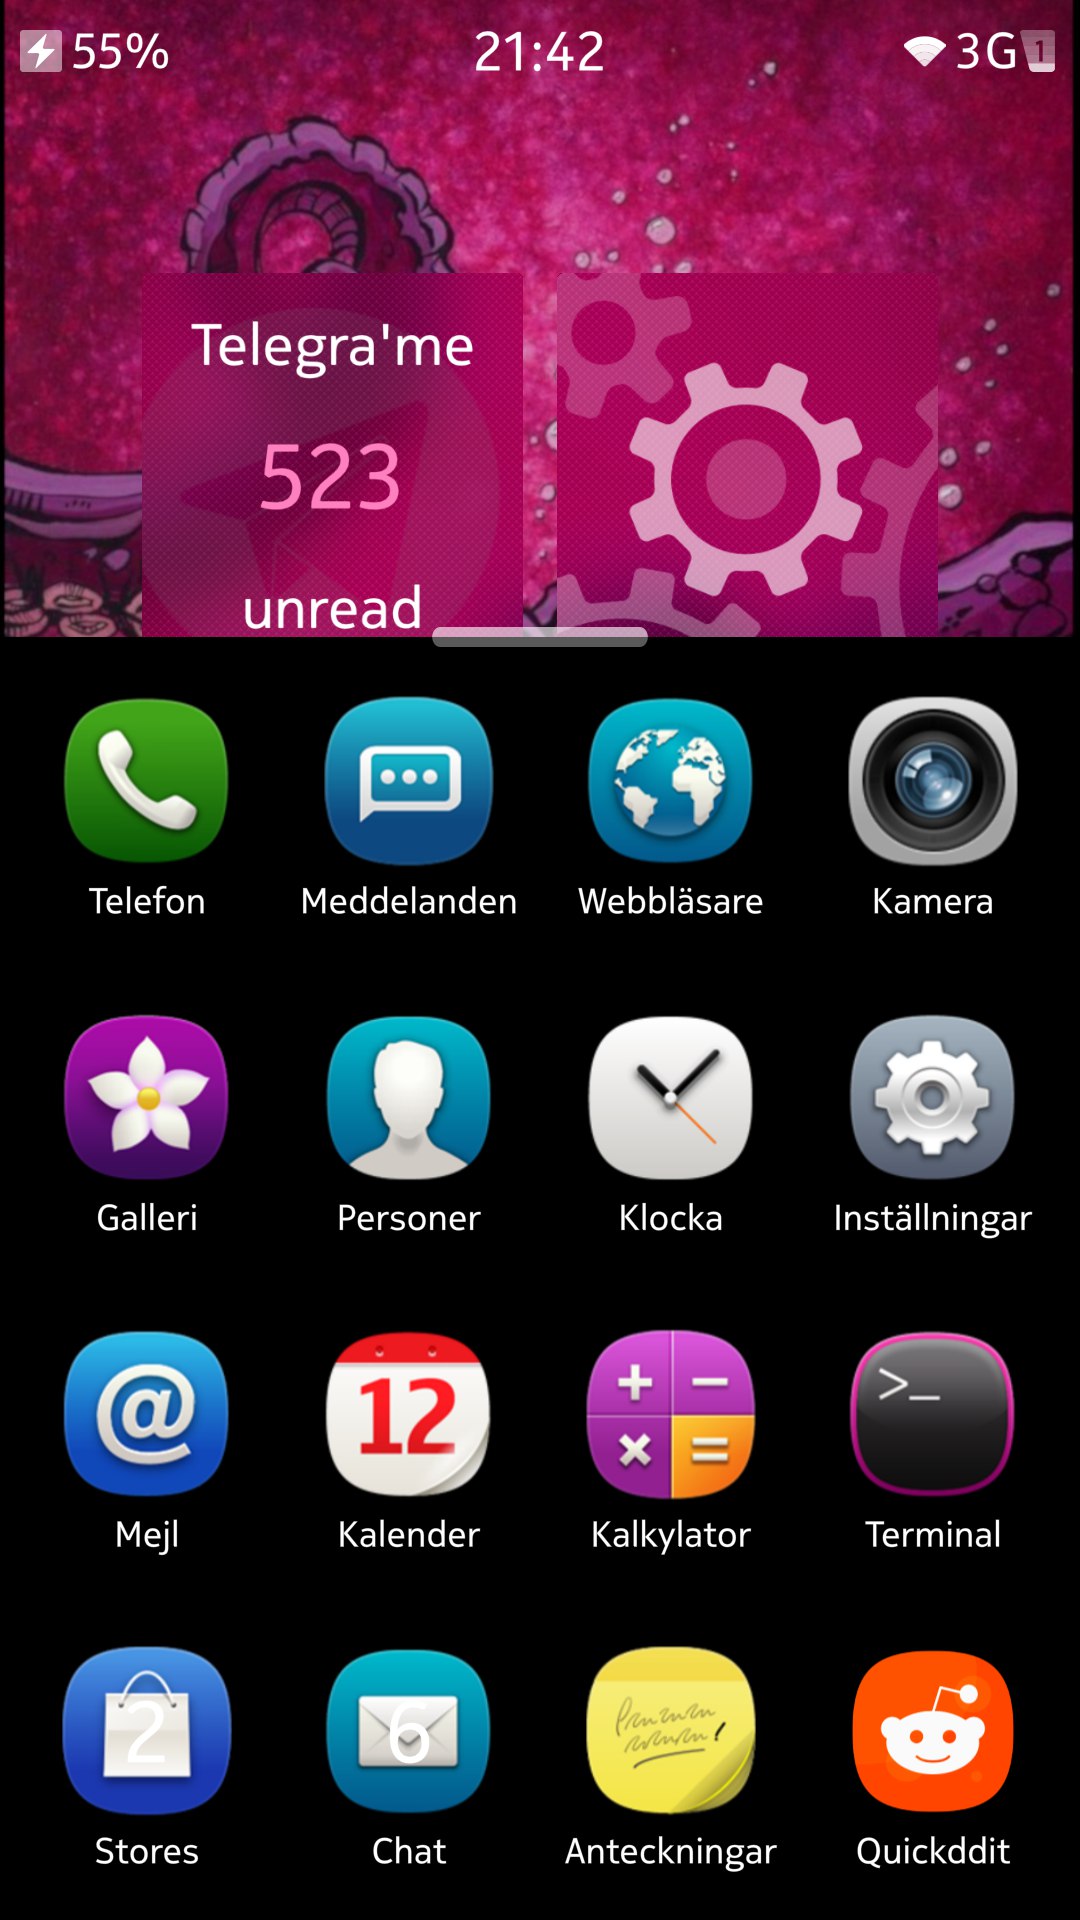 55% 21:42 3G 1
Telegra'me
523
unread
Telefon Meddelanden Webbläsare Kamera
Galleri Personer Klocka Inställningar
@ 12 + − × = >_
Mejl Kalender Kalkylator Terminal
2 6
Stores Chat Anteckningar Quickddit